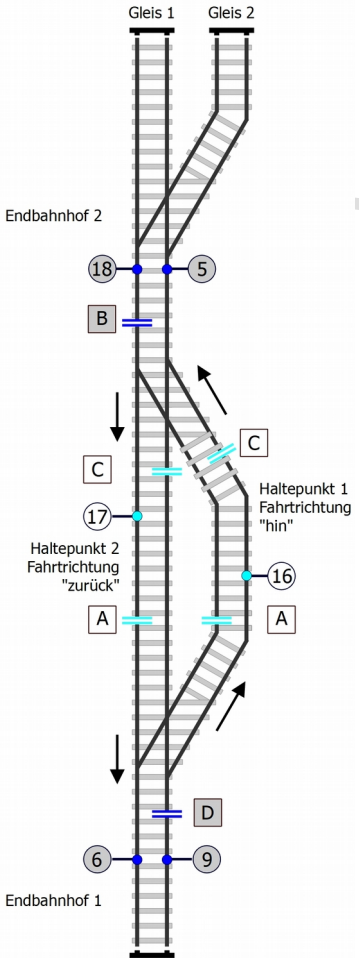 Gleis 1 Gleis 2
Endbahnhof 2
18 5
B
C
C
Haltepunkt 1
Fahrtrichtung
"hin"
17
Haltepunkt 2
Fahrtrichtung
"zurück"
16
A A
D
6 9
Endbahnhof 1